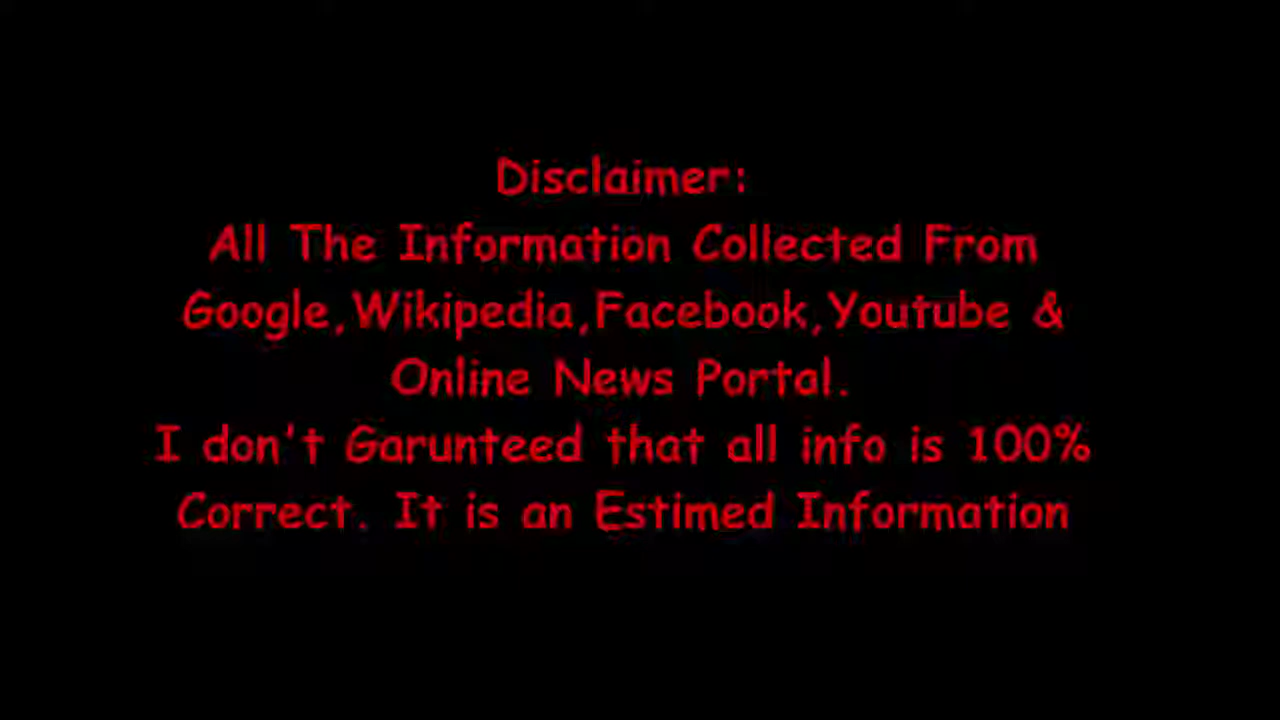 Disclaimer:
All The Information Collected From
Google,Wikipedia,Facebook,Youtube &
Online News Portal.
I don't Garunteed that all info is 100%
Correct. It is an Estimed Information